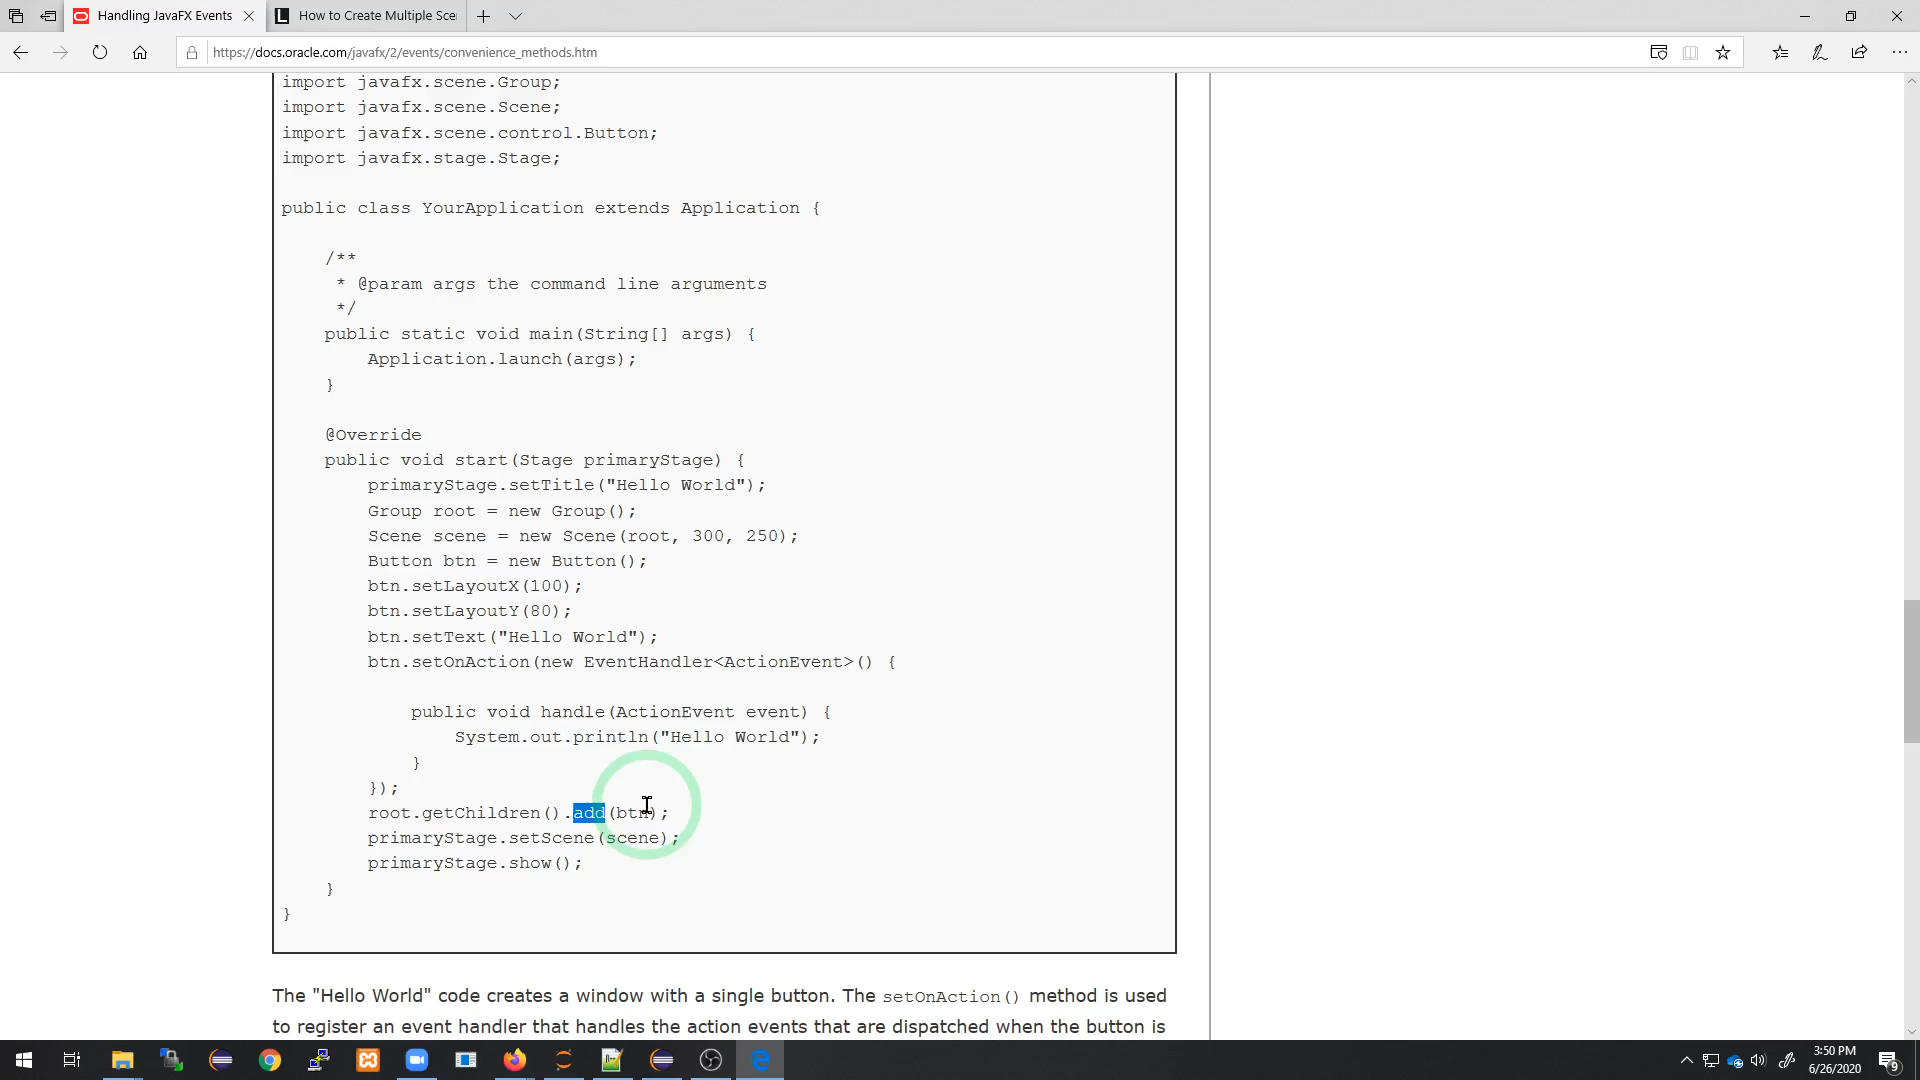 Handling JavaFX Events
How to Create Multiple Sce
https://docs.oracle.com/javafx/2/events/convenience_methods.htm
import javafx.scene.Group;
import javafx.scene.Scene;
import javafx.scene.control.Button;
import javafx.stage.Stage;
public class YourApplication extends Application {
/**
* @param args the command line arguments
*/
public static void main(String[] args) {
Application.launch(args);
}
@Override
public void start(Stage primaryStage) {
primaryStage.setTitle("Hello World");
Group root = new Group();
Scene scene = new Scene(root, 300, 250);
Button btn = new Button();
btn.setLayoutX(100);
btn.setLayoutY(80);
btn.setText("Hello World");
btn.setOnAction(new EventHandler<ActionEvent>() {
public void handle(ActionEvent event) {
System.out.println("Hello World");
}
});
root.getChildren().add(btn);
primaryStage.setScene(scene);
primaryStage.show();
}
}
The "Hello World" code creates a window with a single button. The setOnAction() method is used
to register an event handler that handles the action events that are dispatched when the button is
3:50 PM
6/26/2020
9